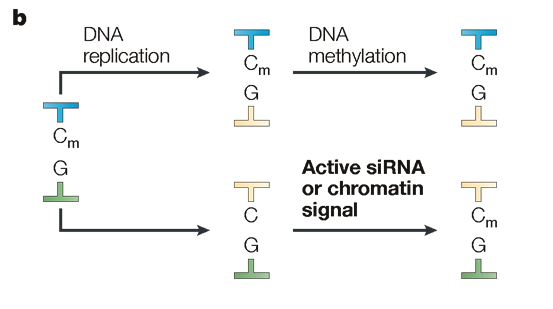 b
DNA
replication
DNA
methylation
Cm
G
Cm
G
Cm
G
Active siRNA
or chromatin
signal
C
G
Cm
G